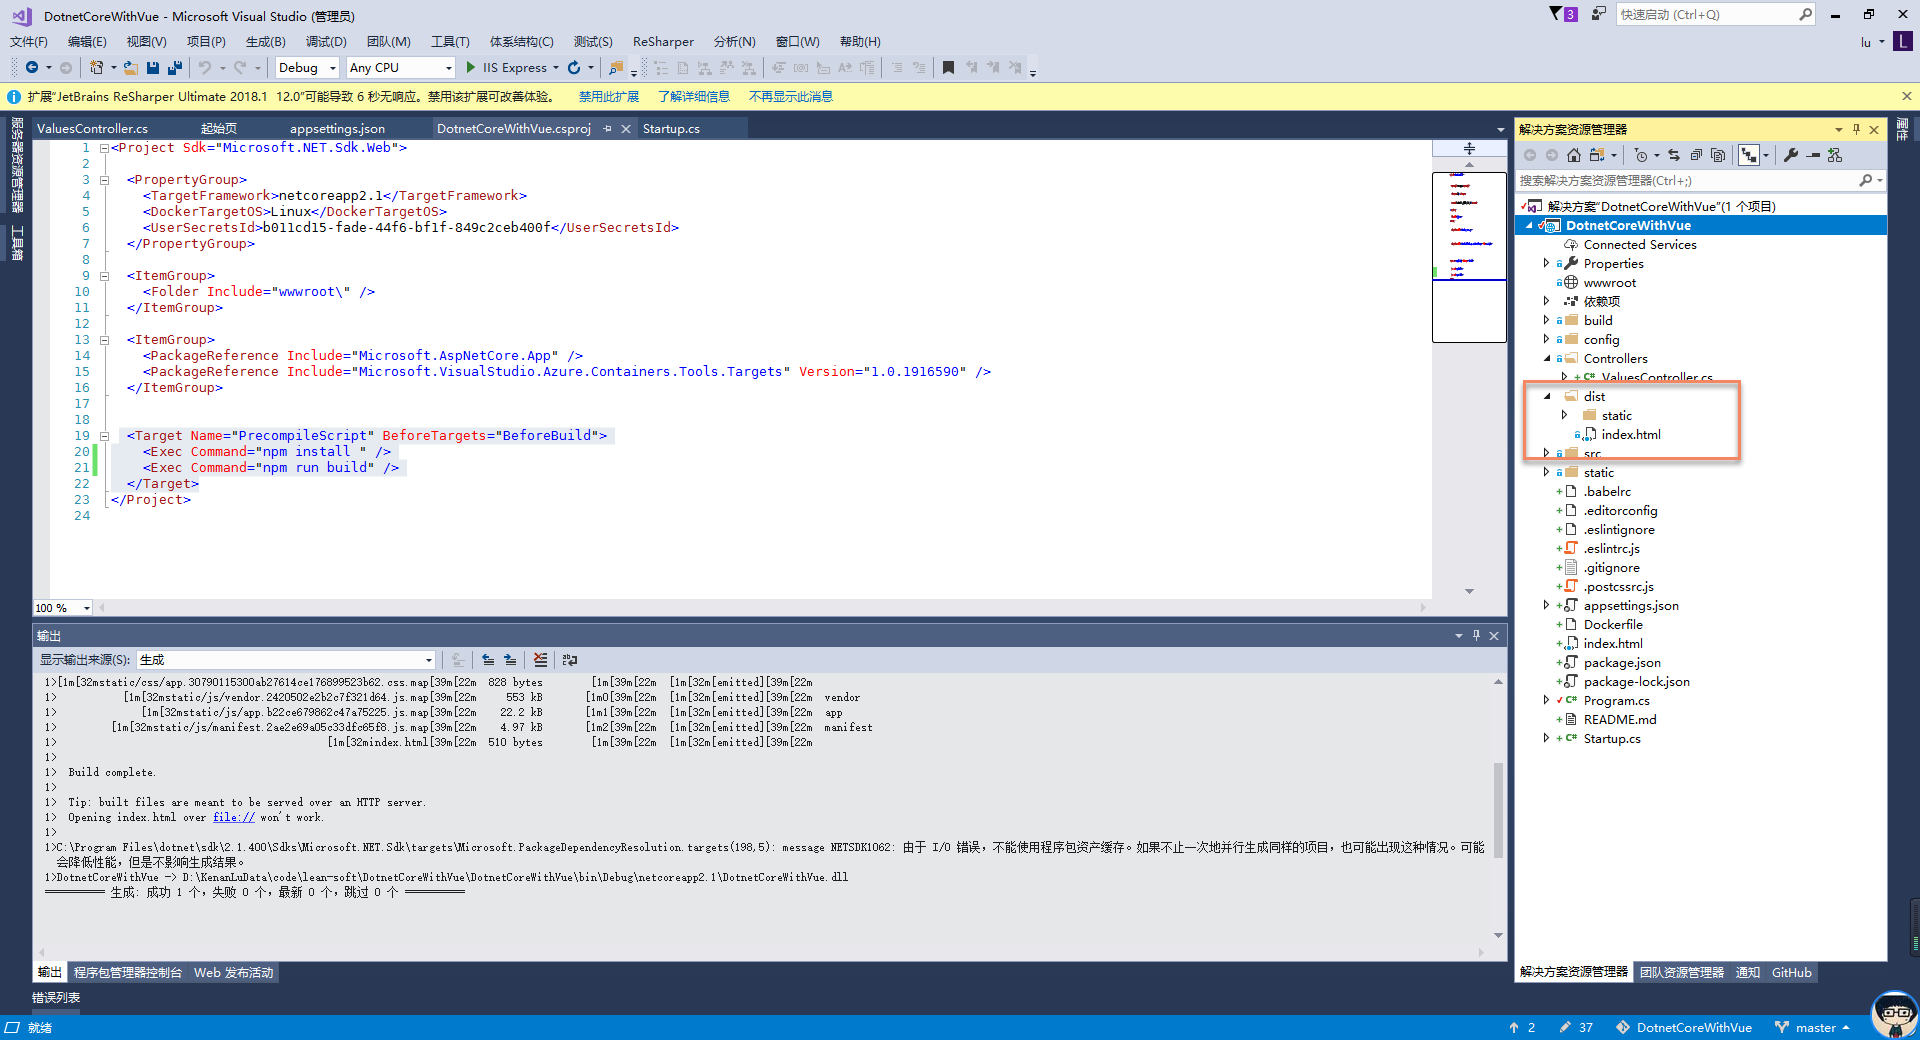 DotnetCoreWithVue - Microsoft Visual Studio (管理员)
3
快速启动 (Ctrl+Q)
文件(F) 编辑(E) 视图(V) 项目(P) 生成(B) 调试(D) 团队(M) 工具(T) 体系结构(C) 测试(S) ReSharper 分析(N) 窗口(W) 帮助(H)
lu L
Debug Any CPU IIS Express
扩展“JetBrains ReSharper Ultimate 2018.1 12.0”可能导致 6 秒无响应。禁用该扩展可改善体验。 禁用此扩展 了解详细信息 不再显示此消息
服务器资源管理器
工具箱
ValuesController.cs 起始页 appsettings.json DotnetCoreWithVue.csproj Startup.cs
1 <Project Sdk="Microsoft.NET.Sdk.Web">
2
3 <PropertyGroup>
4 <TargetFramework>netcoreapp2.1</TargetFramework>
5 <DockerTargetOS>Linux</DockerTargetOS>
6 <UserSecretsId>b011cd15-fade-44f6-bf1f-849c2ceb400f</UserSecretsId>
7 </PropertyGroup>
8
9 <ItemGroup>
10 <Folder Include="wwwroot\" />
11 </ItemGroup>
12
13 <ItemGroup>
14 <PackageReference Include="Microsoft.AspNetCore.App" />
15 <PackageReference Include="Microsoft.VisualStudio.Azure.Containers.Tools.Targets" Version="1.0.1916590" />
16 </ItemGroup>
17
18
19 <Target Name="PrecompileScript" BeforeTargets="BeforeBuild">
20 <Exec Command="npm install " />
21 <Exec Command="npm run build" />
22 </Target>
23 </Project>
24
100 %
输出
显示输出来源(S): 生成
1>[1m[32mstatic/css/app.30790115300ab27614ce176899523b62.css.map[39m[22m 828 bytes [1m[39m[22m [1m[32m[emitted][39m[22m
1> [1m[32mstatic/js/vendor.2420502e2b2c7f321d64.js.map[39m[22m 553 kB [1m0[39m[22m [1m[32m[emitted][39m[22m vendor
1> [1m[32mstatic/js/app.b22ce679862c47a75225.js.map[39m[22m 22.2 kB [1m1[39m[22m [1m[32m[emitted][39m[22m app
1> [1m[32mstatic/js/manifest.2ae2e69a05c33dfc65f8.js.map[39m[22m 4.97 kB [1m2[39m[22m [1m[32m[emitted][39m[22m manifest
1> [1m[32mindex.html[39m[22m 510 bytes [1m[39m[22m [1m[32m[emitted][39m[22m
1>
1> Build complete.
1>
1> Tip: built files are meant to be served over an HTTP server.
1> Opening index.html over file:// won't work.
1>
1>C:\Program Files\dotnet\sdk\2.1.400\Sdks\Microsoft.NET.Sdk\targets\Microsoft.PackageDependencyResolution.targets(198,5): message NETSDK1062: 由于 I/O 错误，不能使用程序包资产缓存。如果不止一次地并行生成同样的项目，也可能出现这种情况。可能
会降低性能，但是不影响生成结果。
1>DotnetCoreWithVue -> D:\KenanLuData\code\lean-soft\DotnetCoreWithVue\DotnetCoreWithVue\bin\Debug\netcoreapp2.1\DotnetCoreWithVue.dll
========== 生成: 成功 1 个，失败 0 个，最新 0 个，跳过 0 个 ==========
输出 程序包管理器控制台 Web 发布活动
错误列表
解决方案资源管理器
搜索解决方案资源管理器(Ctrl+;)
解决方案“DotnetCoreWithVue”(1 个项目)
DotnetCoreWithVue
Connected Services
Properties
wwwroot
依赖项
build
config
Controllers
ValuesController.cs
dist
static
index.html
src
static
.babelrc
.editorconfig
.eslintignore
.eslintrc.js
.gitignore
.postcssrc.js
appsettings.json
Dockerfile
index.html
package.json
package-lock.json
Program.cs
README.md
Startup.cs
解决方案资源管理器 团队资源管理器 通知 GitHub
属性
就绪
2 37 DotnetCoreWithVue master